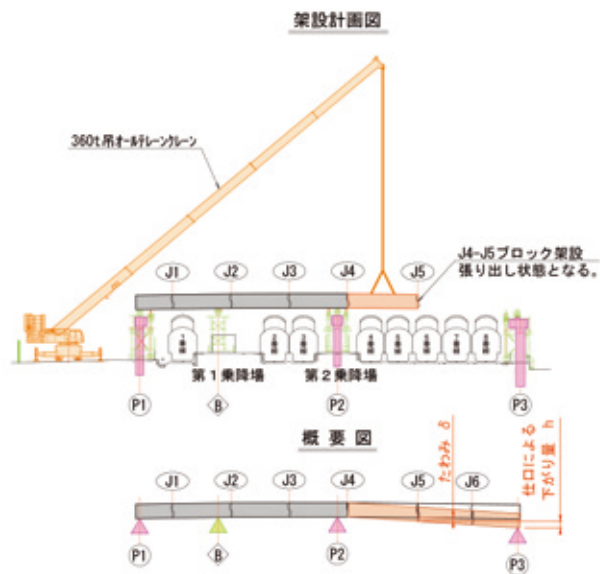 架設計画図
360t吊オールテレーンクレーン
J4-J5ブロック架設
張り出し状態となる。
J1 J2 J3 J4 J5
第1乗降場 第2乗降場
P1 B P2 P3
概要図
たわみ δ
仕口による
下がり量 h
J1 J2 J3 J4 J5 J6
P1 B P2 P3